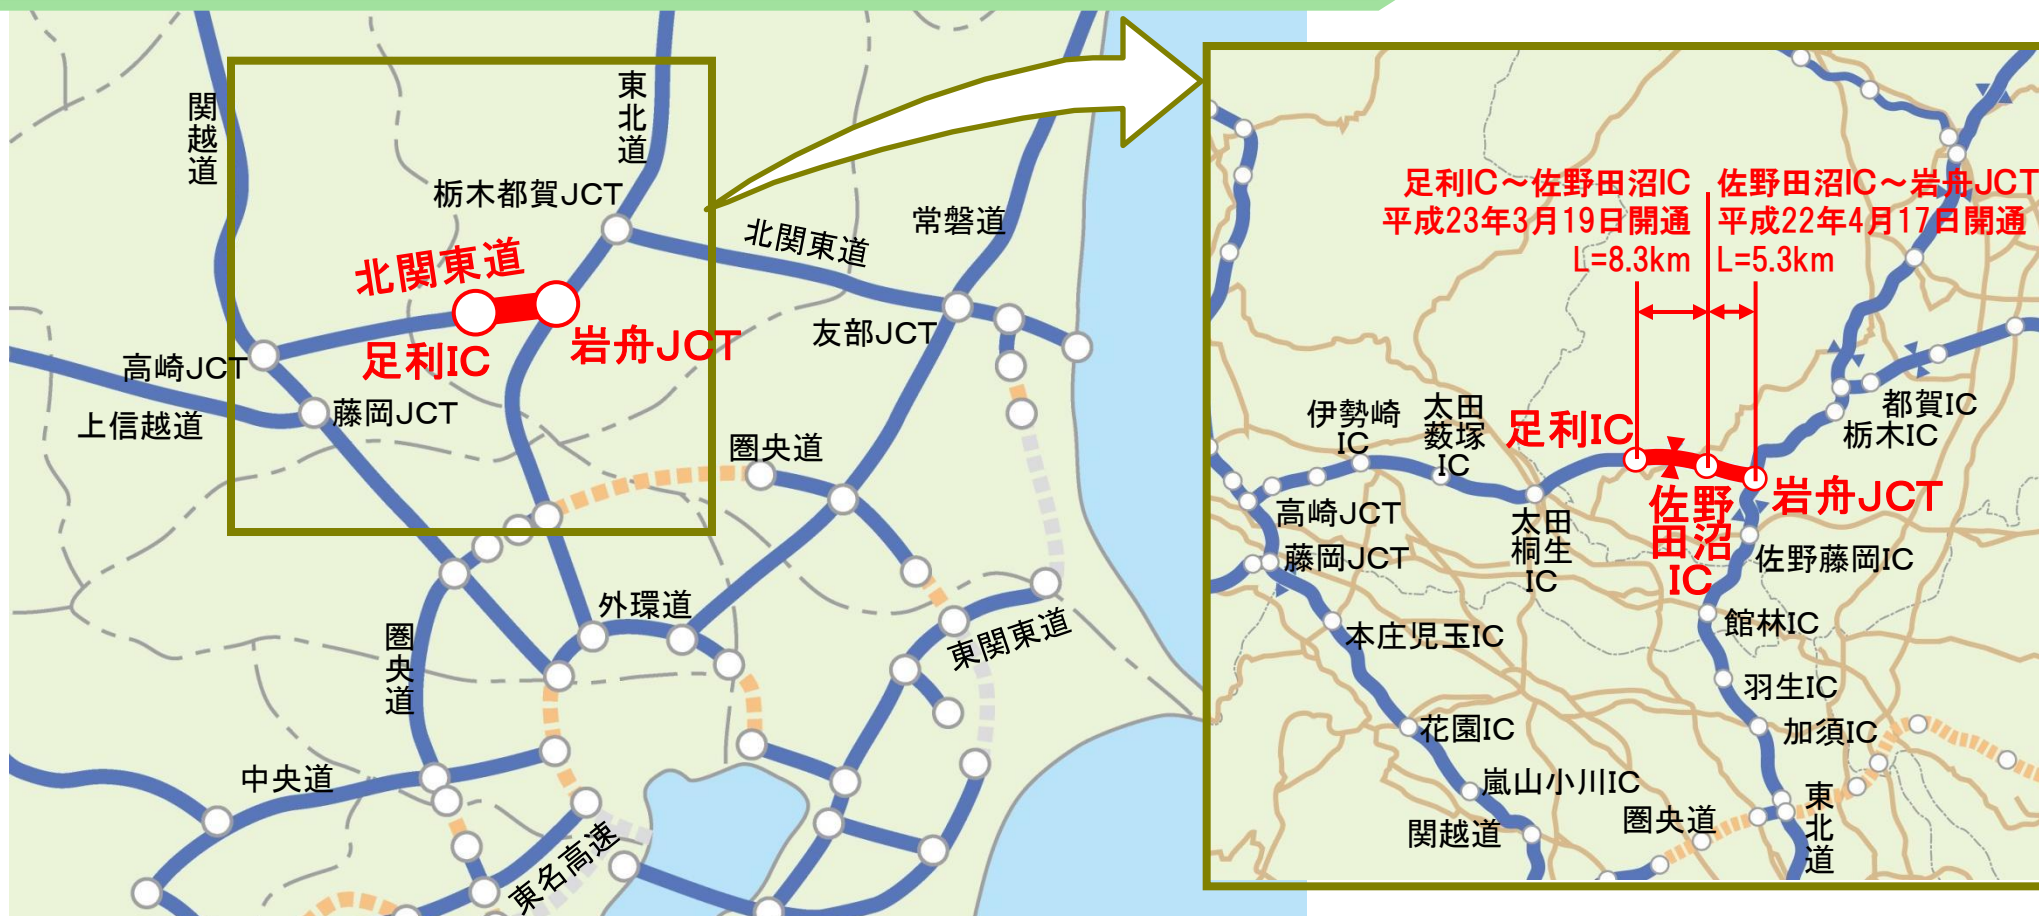 関越道
東北道
栃木都賀JCT
北関東道
常磐道
北関東道
足利IC
岩舟JCT
友部JCT
高崎JCT
上信越道
藤岡JCT
圏央道
外環道
圏央道
東関東道
中央道
東名高速
足利IC～佐野田沼IC
平成23年3月19日開通
L=8.3km
佐野田沼IC～岩舟JCT
平成22年4月17日開通
L=5.3km
伊勢崎
IC
太田
薮塚
IC
足利IC
都賀IC
栃木IC
高崎JCT
太田
桐生
IC
佐野
田沼
IC
岩舟JCT
藤岡JCT
佐野藤岡IC
館林IC
本庄児玉IC
羽生IC
花園IC
加須IC
嵐山小川IC
関越道
圏央道
東北道